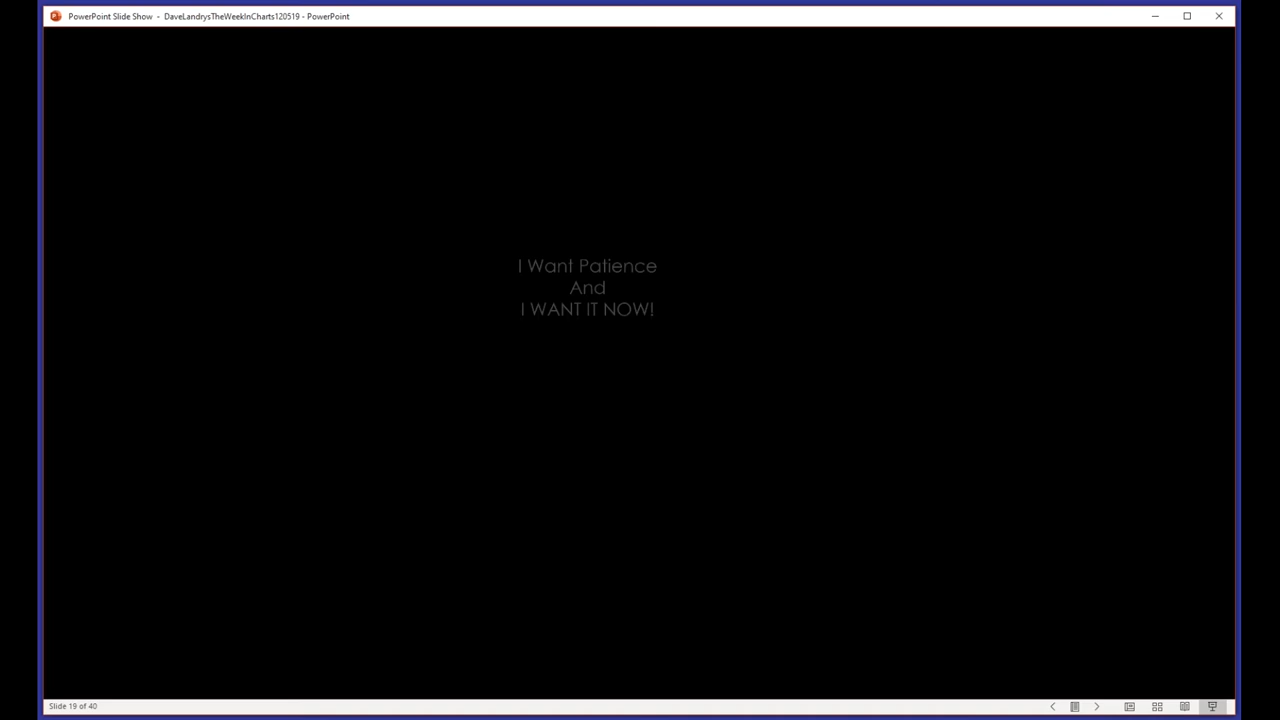 PowerPoint Slide Show - DaveLandrysTheWeekInCharts120519 - PowerPoint
I Want Patience
And
I WANT IT NOW!
Slide 19 of 40